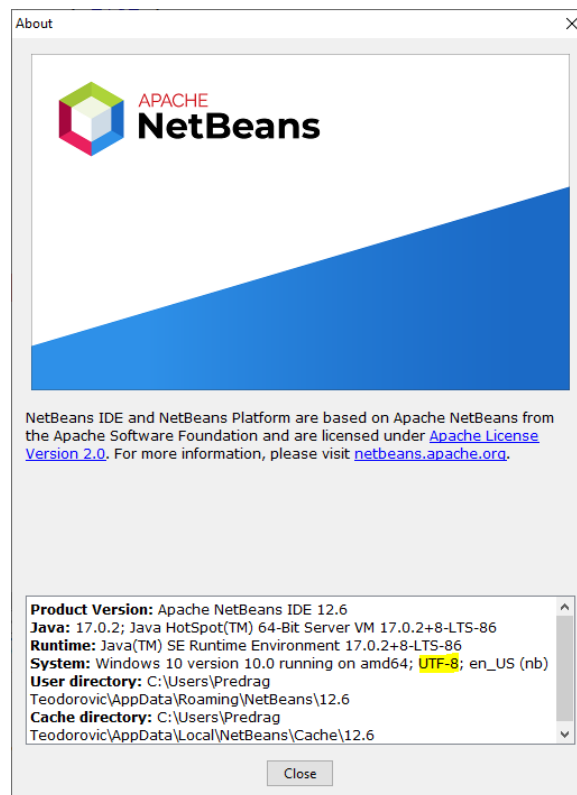 About
APACHE
NetBeans
NetBeans IDE and NetBeans Platform are based on Apache NetBeans from
the Apache Software Foundation and are licensed under Apache License
Version 2.0. For more information, please visit netbeans.apache.org.
Product Version: Apache NetBeans IDE 12.6
Java: 17.0.2; Java HotSpot(TM) 64-Bit Server VM 17.0.2+8-LTS-86
Runtime: Java(TM) SE Runtime Environment 17.0.2+8-LTS-86
System: Windows 10 version 10.0 running on amd64; UTF-8; en_US (nb)
User directory: C:\Users\Predrag
Teodorovic\AppData\Roaming\NetBeans\12.6
Cache directory: C:\Users\Predrag
Teodorovic\AppData\Local\NetBeans\Cache\12.6
Close